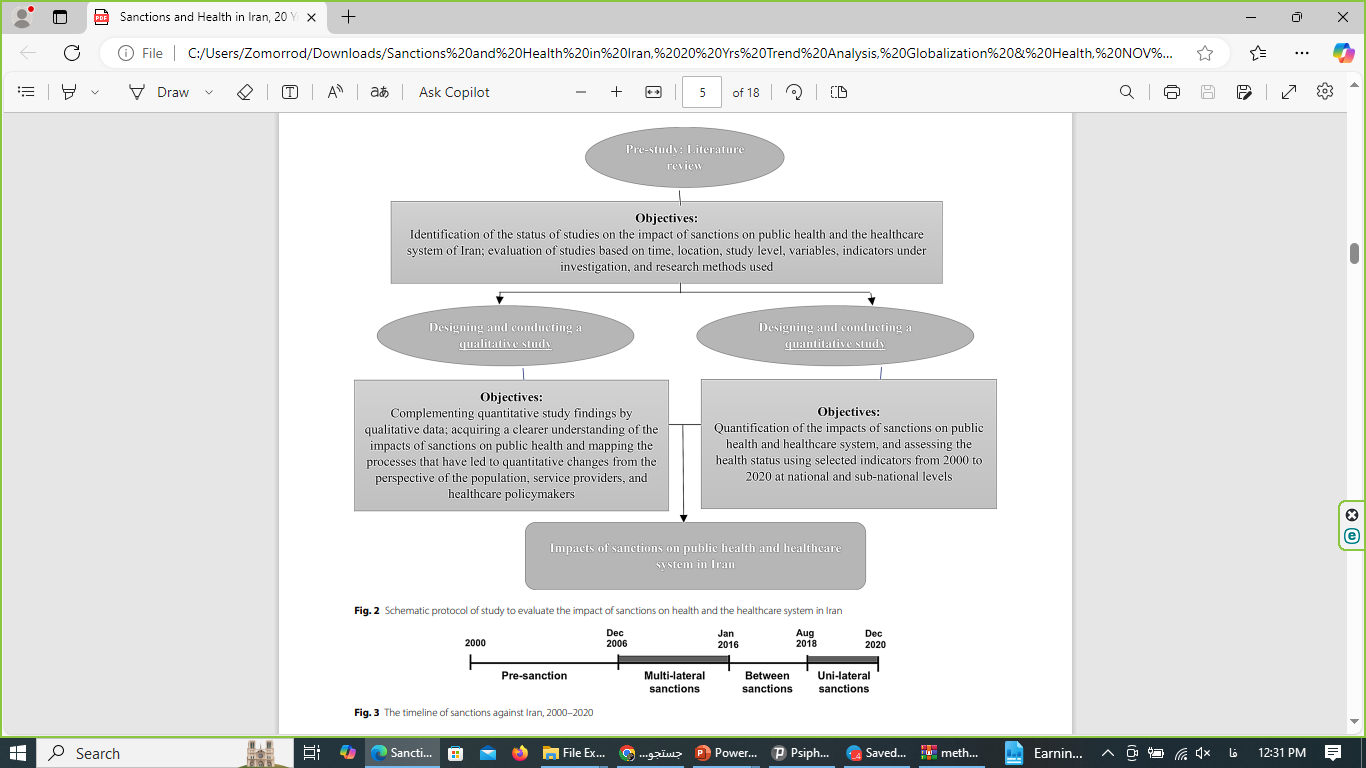 Sanctions and Health in Iran, 20 Y
File
C:/Users/Zomorrod/Downloads/Sanctions%20and%20Health%20in%20Iran,%2020%20Yrs%20Trend%20Analysis,%20Globalization%20&%20Health,%20NOV%...
Draw
Ask Copilot
5 of 18
Pre-study: Literature
review
Objectives:
Identification of the status of studies on the impact of sanctions on public health and the healthcare
system of Iran; evaluation of studies based on time, location, study level, variables, indicators under
investigation, and research methods used
Designing and conducting a
qualitative study
Designing and conducting a
quantitative study
Objectives:
Complementing quantitative study findings by
qualitative data; acquiring a clearer understanding of the
impacts of sanctions on public health and mapping the
processes that have led to quantitative changes from the
perspective of the population, service providers, and
healthcare policymakers
Objectives:
Quantification of the impacts of sanctions on public
health and healthcare system, and assessing the
health status using selected indicators from 2000 to
2020 at national and sub-national levels
Impacts of sanctions on public health and healthcare
system in Iran
Fig. 2 Schematic protocol of study to evaluate the impact of sanctions on health and the healthcare system in Iran
2000
Dec
2006
Jan
2016
Aug
2018
Dec
2020
Pre-sanction
Multi-lateral
sanctions
Between
sanctions
Uni-lateral
sanctions
Fig. 3 The timeline of sanctions against Iran, 2000–2020
Search
Sancti...
File Ex...
جستجو...
Power...
Psiph...
Saved...
meth...
Earnin...
فا
12:31 PM